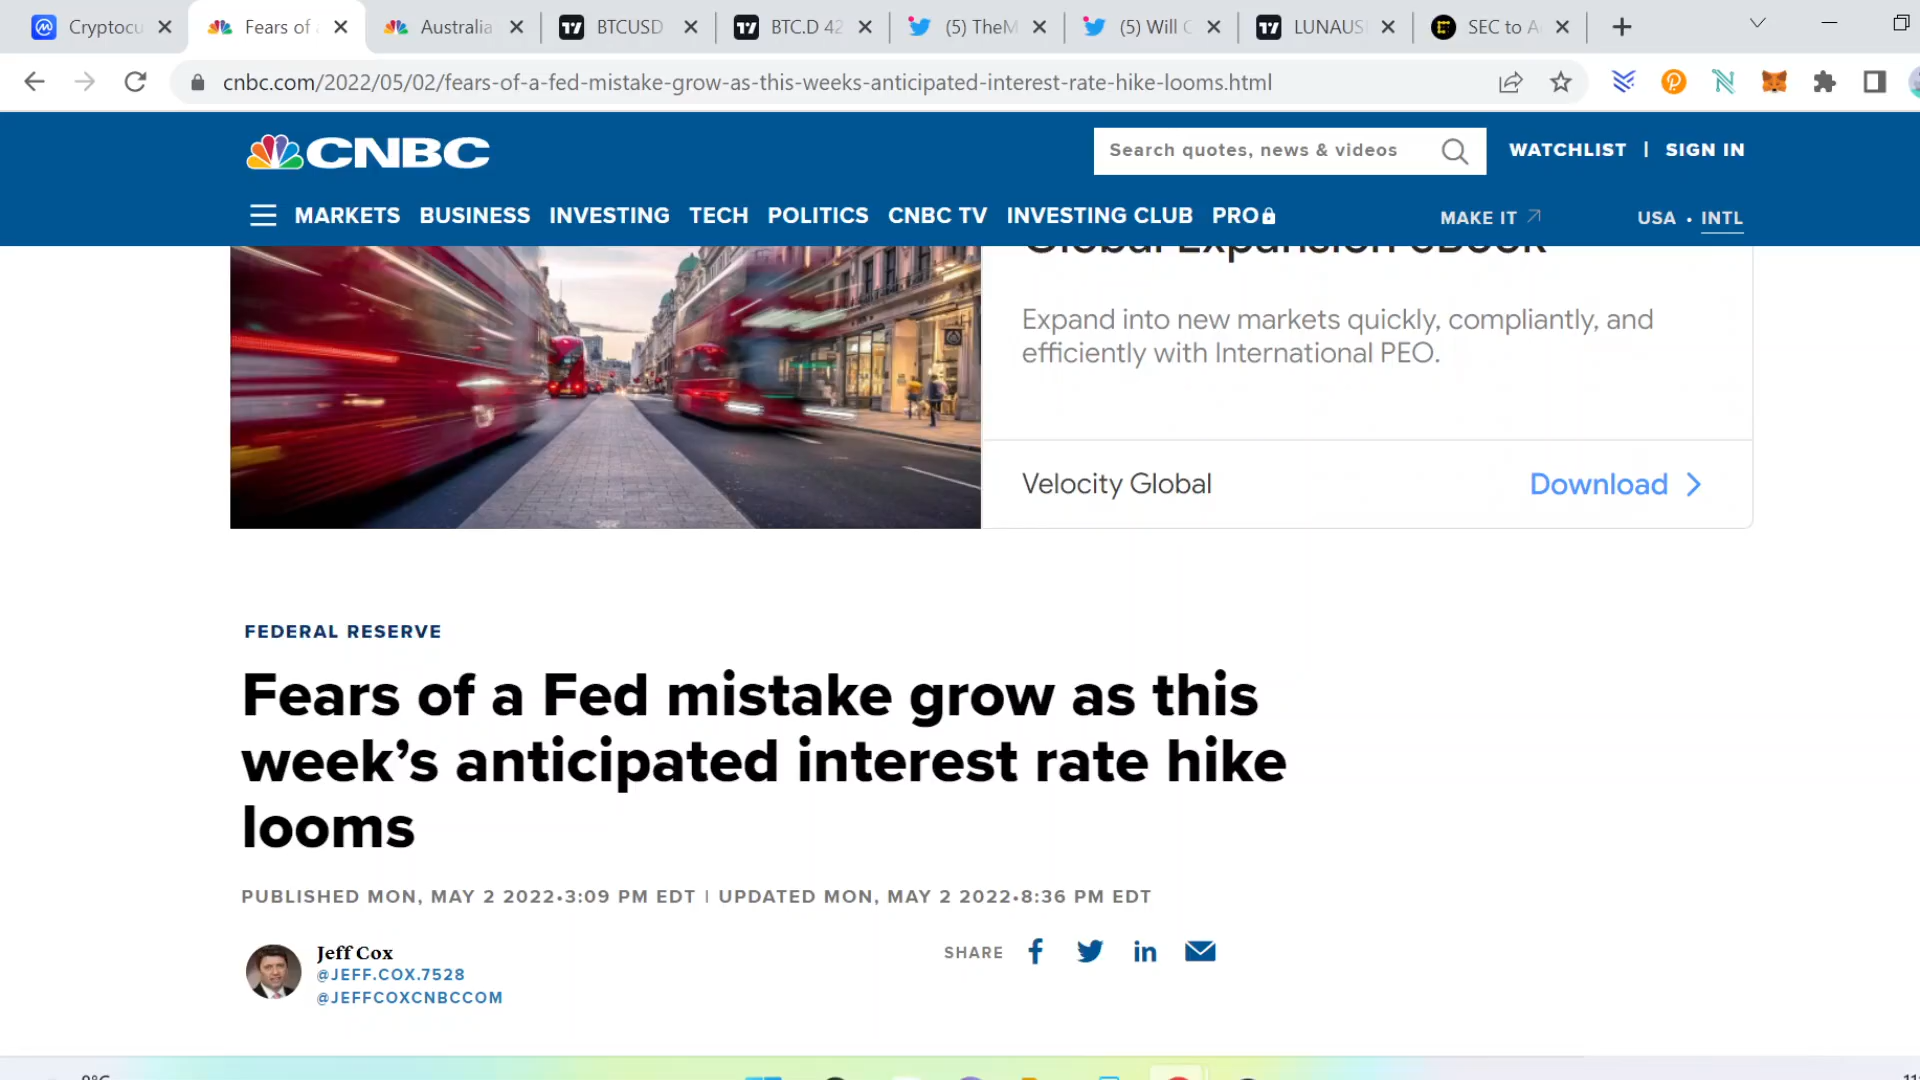 Cryptocu
Fears of a
Australia
BTCUSD
BTC.D 42
(5) TheM
(5) Will C
LUNAUS
SEC to A
cnbc.com/2022/05/02/fears-of-a-fed-mistake-grow-as-this-weeks-anticipated-interest-rate-hike-looms.html
CNBC
Search quotes, news & videos
WATCHLIST | SIGN IN
MARKETS BUSINESS INVESTING TECH POLITICS CNBC TV INVESTING CLUB PRO
MAKE IT
USA • INTL
Global Expansion eBook
Expand into new markets quickly, compliantly, and
efficiently with International PEO.
Velocity Global
Download
FEDERAL RESERVE
Fears of a Fed mistake grow as this
week’s anticipated interest rate hike
looms
PUBLISHED MON, MAY 2 2022•3:09 PM EDT | UPDATED MON, MAY 2 2022•8:36 PM EDT
Jeff Cox
@JEFF.COX.7528
@JEFFCOXCNBCCOM
SHARE